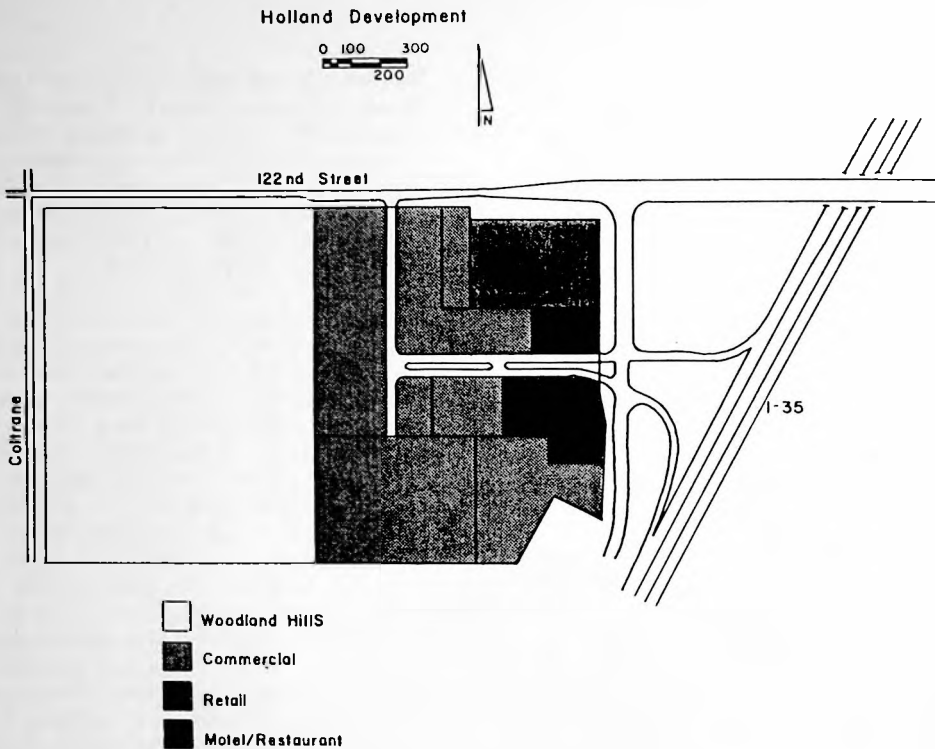 Holland Development
0 100 300
200
N
122nd Street
Coltrane
I-35
Woodland HillS
Commercial
Retail
Motel/Restaurant